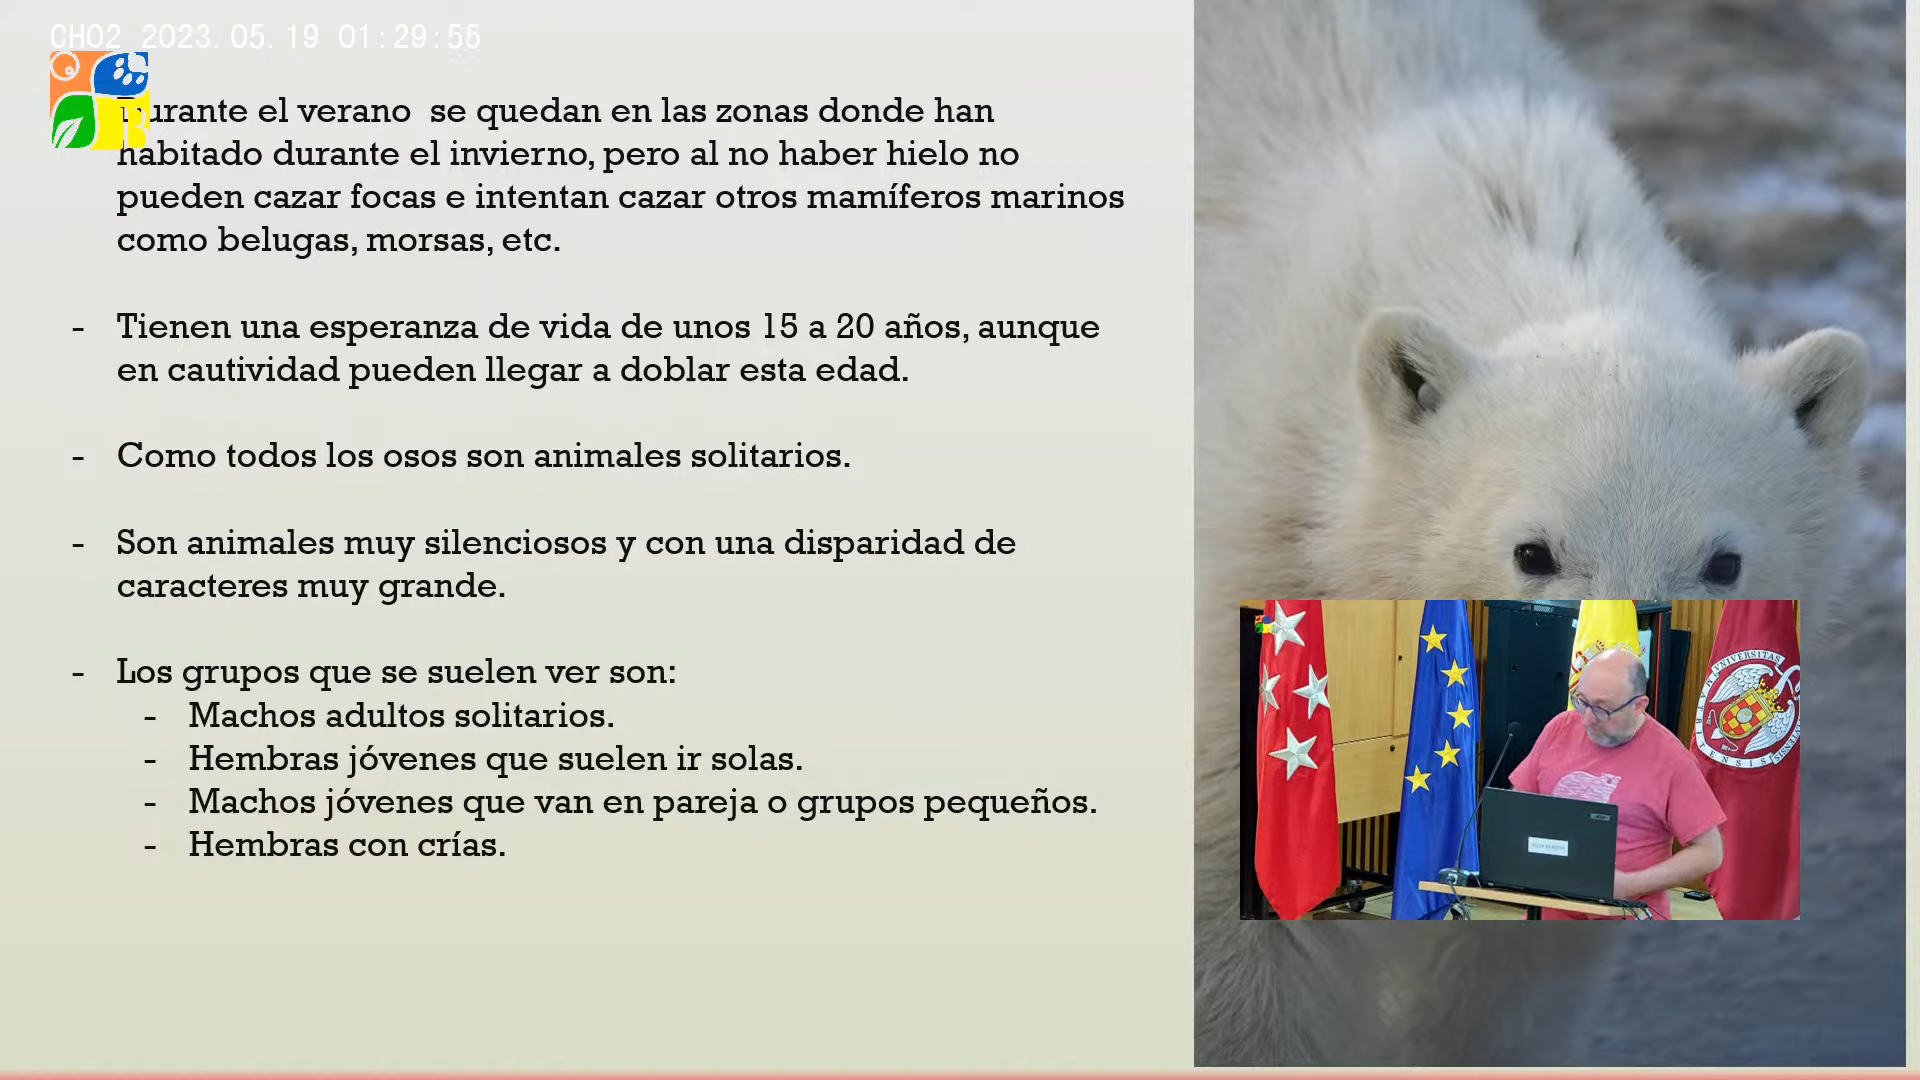 CH02 2023.05.19 01:29:55
Durante el verano se quedan en las zonas donde han
habitado durante el invierno, pero al no haber hielo no
pueden cazar focas e intentan cazar otros mamíferos marinos
como belugas, morsas, etc.
- Tienen una esperanza de vida de unos 15 a 20 años, aunque
en cautividad pueden llegar a doblar esta edad.
- Como todos los osos son animales solitarios.
- Son animales muy silenciosos y con una disparidad de
caracteres muy grande.
- Los grupos que se suelen ver son:
- Machos adultos solitarios.
- Hembras jóvenes que suelen ir solas.
- Machos jóvenes que van en pareja o grupos pequeños.
- Hembras con crías.
UNIVERSITAS
acer